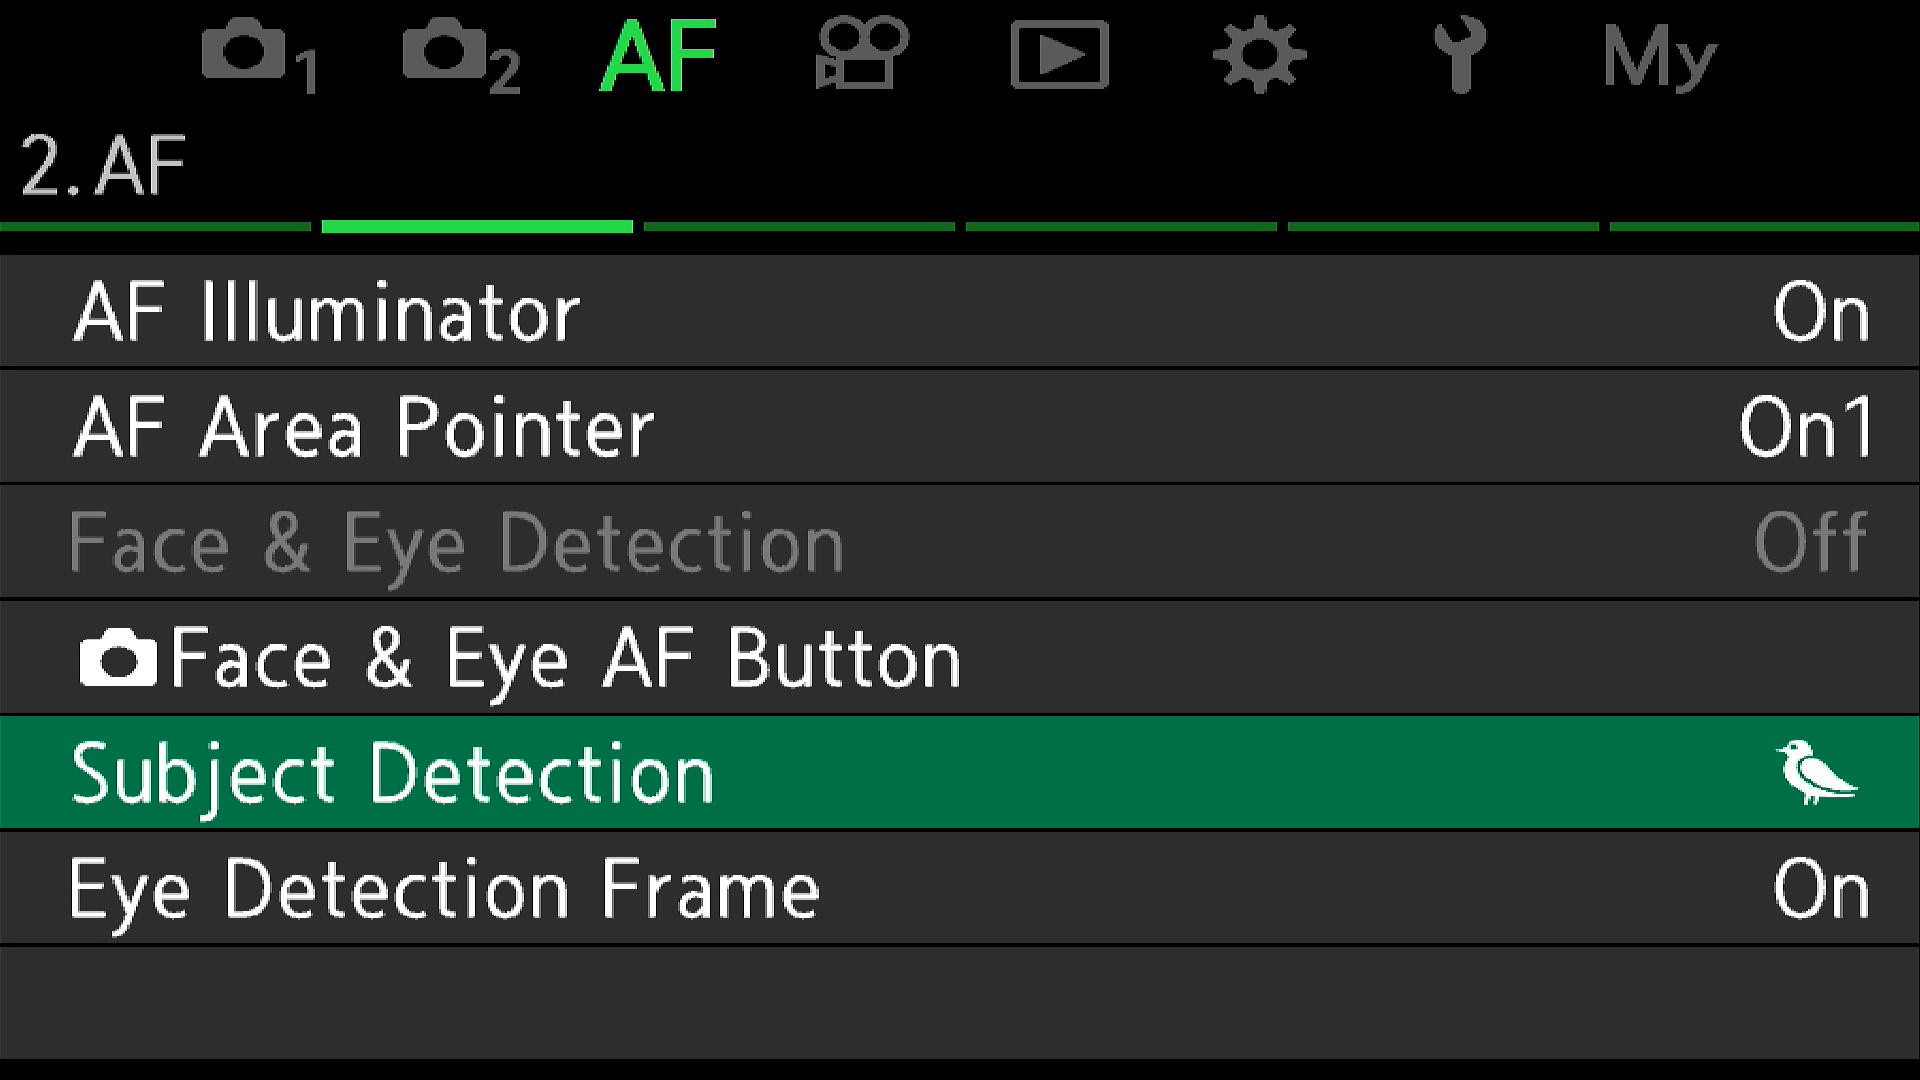 1 2 AF My
2. AF
AF Illuminator On
AF Area Pointer On1
Face & Eye Detection Off
Face & Eye AF Button
Subject Detection
Eye Detection Frame On